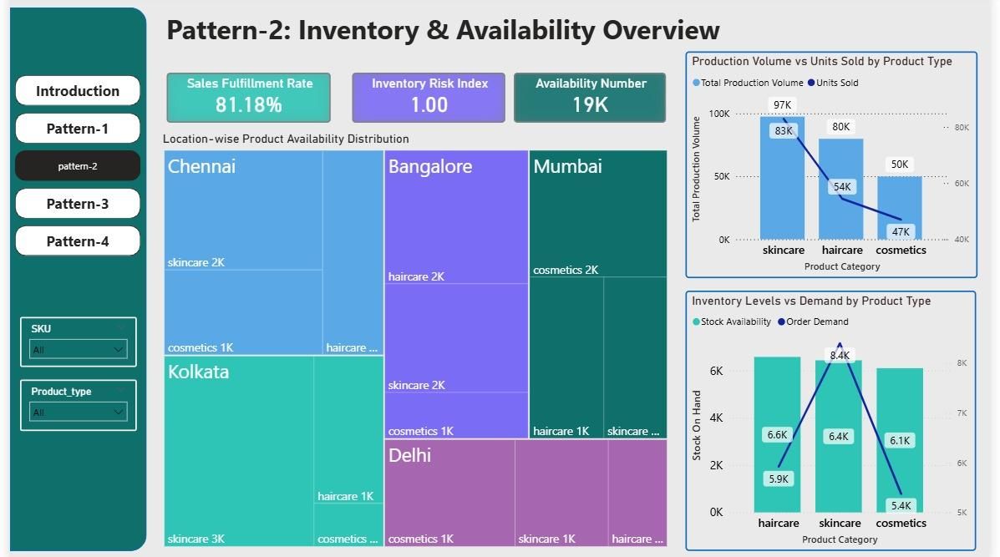 Pattern-2: Inventory & Availability Overview
Introduction
Pattern-1
pattern-2
Pattern-3
Pattern-4
SKU
All
Product_type
All
Sales Fulfillment Rate
81.18%
Inventory Risk Index
1.00
Availability Number
19K
Location-wise Product Availability Distribution
Chennai
skincare 2K
cosmetics 1K
haircare ...
Kolkata
skincare 3K
haircare 1K
cosmetics ...
Bangalore
haircare 2K
skincare 2K
cosmetics 1K
Mumbai
cosmetics 2K
haircare 1K
skincare ...
Delhi
cosmetics 1K
skincare 1K
haircare ...
Production Volume vs Units Sold by Product Type
Total Production Volume
Units Sold
Total Production Volume
100K
50K
0K
97K
83K
80K
54K
50K
47K
80K
60K
40K
skincare
haircare
cosmetics
Product Category
Inventory Levels vs Demand by Product Type
Stock Availability
Order Demand
Stock On Hand
6K
4K
2K
0K
6.6K
5.9K
8.4K
6.4K
6.1K
5.4K
8K
7K
6K
5K
haircare
skincare
cosmetics
Product Category